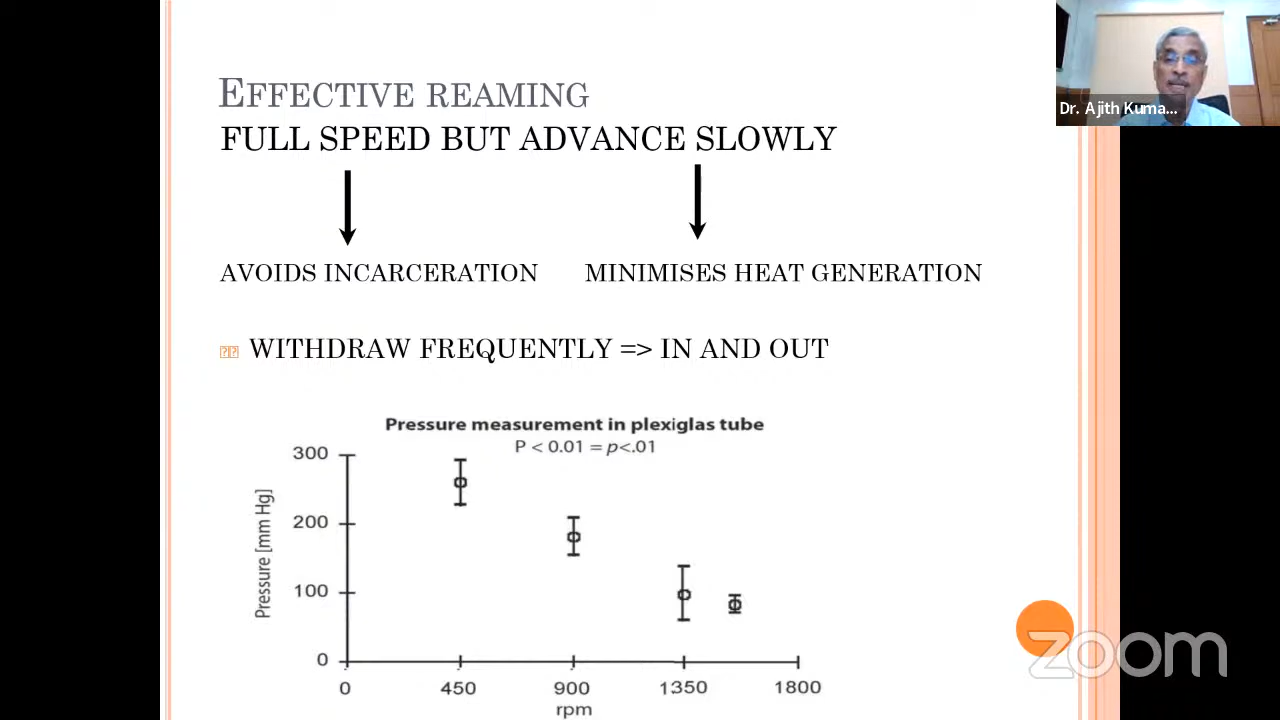 EFFECTIVE REAMING
FULL SPEED BUT ADVANCE SLOWLY
AVOIDS INCARCERATION MINIMISES HEAT GENERATION
WITHDRAW FREQUENTLY => IN AND OUT
Pressure measurement in plexiglas tube
P < 0.01 = p<.01
300
200
100
0
Pressure [mm Hg]
0 450 900 1350 1800
rpm
Dr. Ajith Kuma...
zoom